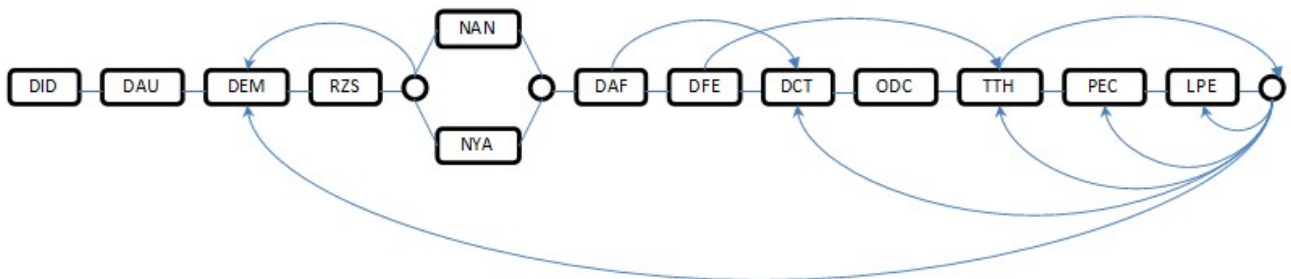 NAN
DID DAU DEM RZS DAF DFE DCT ODC TTH PEC LPE
NYA